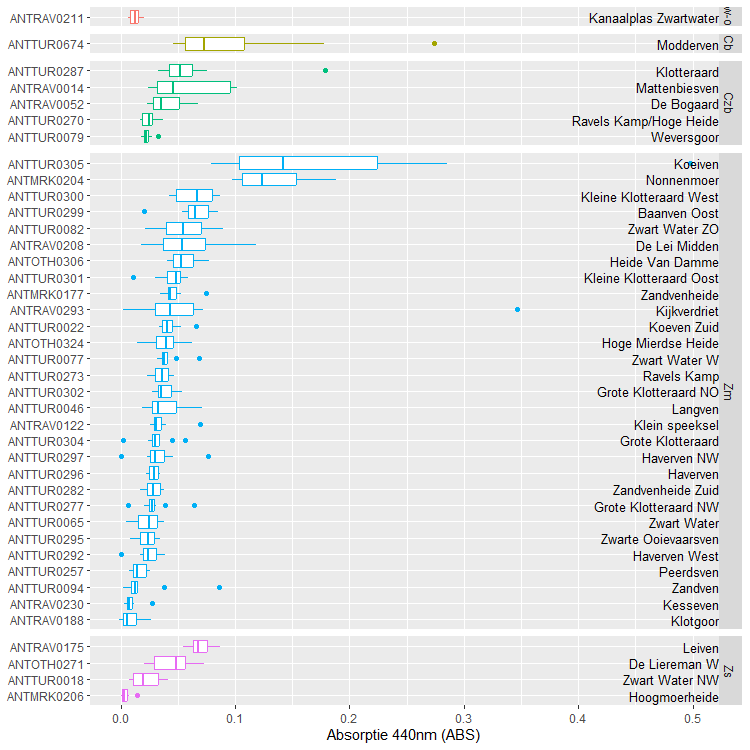 ANTRAV0211 Kanaalplas Zwartwater
ANTTUR0674 Modderven Cb
ANTTUR0287 Klotteraard
ANTRAV0014 Mattenbiesven
ANTRAV0052 De Bogaard Czb
ANTTUR0270 Ravels Kamp/Hoge Heide
ANTTUR0079 Weversgoor
ANTTUR0305 Koeiven
ANTMRK0204 Nonnenmoer
ANTTUR0300 Kleine Klotteraard West
ANTTUR0299 Baanven Oost
ANTTUR0082 Zwart Water ZO
ANTRAV0208 De Lei Midden
ANTOTH0306 Heide Van Damme
ANTTUR0301 Kleine Klotteraard Oost
ANTMRK0177 Zandvenheide
ANTRAV0293 Kijkverdriet
ANTTUR0022 Koeven Zuid
ANTOTH0324 Hoge Mierdse Heide
ANTTUR0077 Zwart Water W
ANTTUR0273 Ravels Kamp
ANTTUR0302 Grote Klotteraard NO Zm
ANTTUR0046 Langven
ANTRAV0122 Klein speeksel
ANTTUR0304 Grote Klotteraard
ANTTUR0297 Haverven NW
ANTTUR0296 Haverven
ANTTUR0282 Zandvenheide Zuid
ANTTUR0277 Grote Klotteraard NW
ANTTUR0065 Zwart Water
ANTTUR0295 Zwarte Ooievaarsven
ANTTUR0292 Haverven West
ANTTUR0257 Peerdsven
ANTTUR0094 Zandven
ANTRAV0230 Kesseven
ANTRAV0188 Klotgoor
ANTRAV0175 Leiven
ANTOTH0271 De Liereman W Zs
ANTTUR0018 Zwart Water NW
ANTMRK0206 Hoogmoerheide
0.0 0.1 0.2 0.3 0.4 0.5
Absorptie 440nm (ABS)